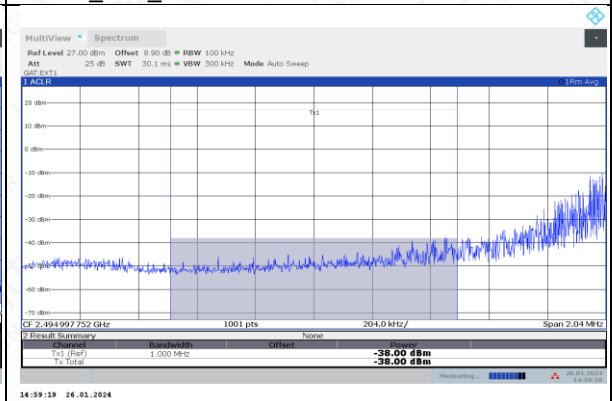 MultiView Spectrum
Ref Level 27.00 dBm Offset 8.90 dB RBW 100 kHz
Att 25 dB SWT 30.1 ms VBW 300 kHz Mode Auto Sweep
GAT:EXT1
1 ACLR 1Rm Avg
20 dBm
Tx1
10 dBm
0 dBm
-10 dBm
-20 dBm
-30 dBm
-40 dBm
-60 dBm
-70 dBm
CF 2.494997752 GHz 1001 pts 204.0 kHz/ Span 2.04 MHz
2 Result Summary None
Channel Bandwidth Offset Power
Tx1 (Ref) 1.000 MHz -38.00 dBm
Tx Total -38.00 dBm
Measuring... 26.01.2024
14:59:18
14:59:19 26.01.2024